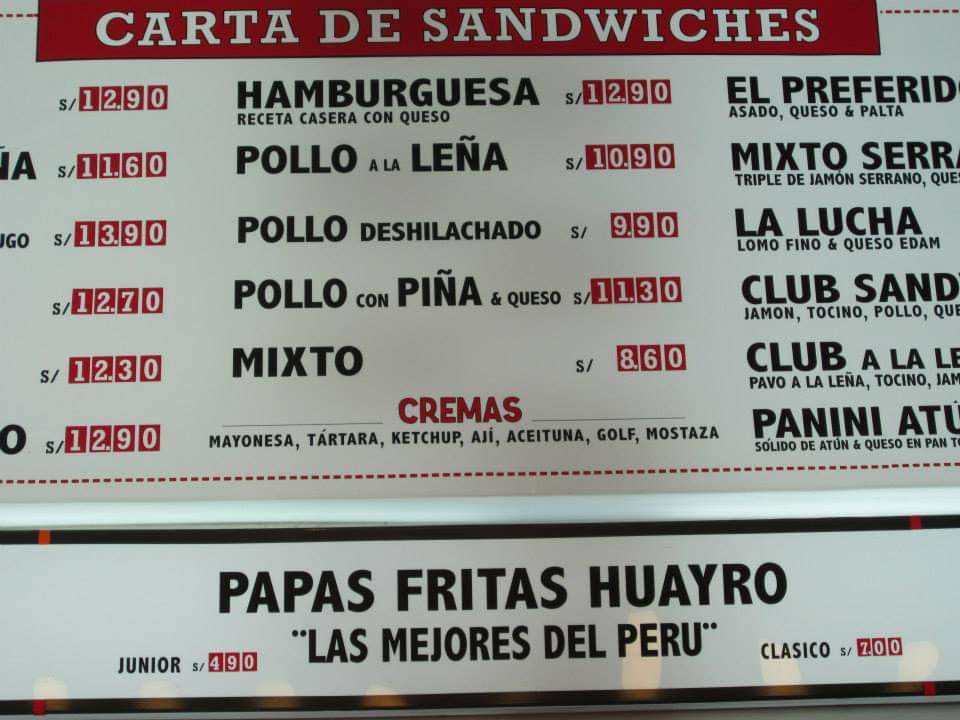 CARTA DE SANDWICHES
S/ 12.90
S/ 11.60
S/ 13.90
S/ 12.70
S/ 12.30
S/ 12.90
HAMBURGUESA S/ 12.90
RECETA CASERA CON QUESO
POLLO A LA LEÑA S/ 10.90
POLLO DESHILACHADO S/ 9.90
POLLO CON PIÑA & QUESO S/ 11.30
MIXTO S/ 8.60
CREMAS
MAYONESA, TÁRTARA, KETCHUP, AJÍ, ACEITUNA, GOLF, MOSTAZA
EL PREFERIDO
ASADO, QUESO & PALTA
MIXTO SERRA
TRIPLE DE JAMÓN SERRANO, QUES
LA LUCHA
LOMO FINO & QUESO EDAM
CLUB SAND
JAMON, TOCINO, POLLO, QUE
CLUB A LA LE
PAVO A LA LEÑA, TOCINO, JAM
PANINI ATÚ
SÓLIDO DE ATÚN & QUESO EN PAN TO
PAPAS FRITAS HUAYRO
¨LAS MEJORES DEL PERU¨
JUNIOR S/ 4.90
CLASICO S/ 7.00